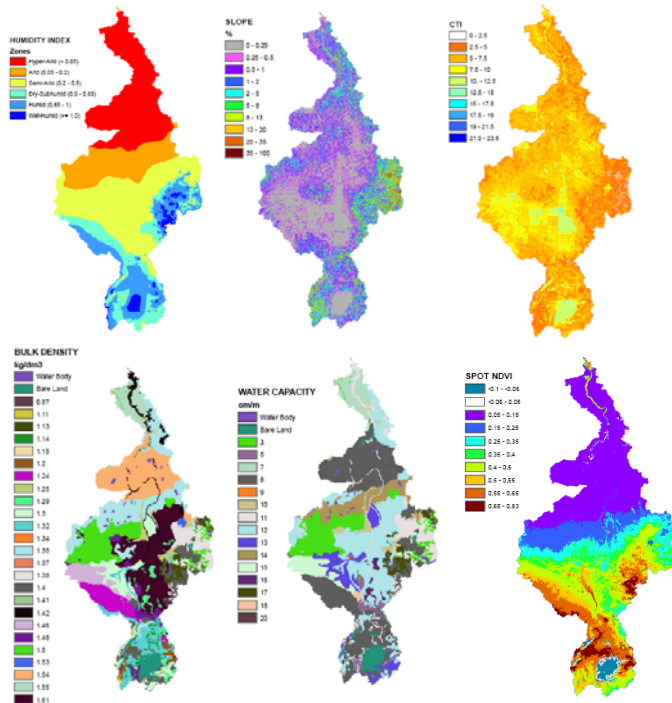 HUMIDITY INDEX
Zones
Hyper-Arid (< 0.05)
Arid (0.05 - 0.2)
Semi-Arid (0.2 - 0.5)
Dry-Subhumid (0.5 - 0.65)
Humid (0.65 - 1)
Well-Humid (>= 1.0)
SLOPE
%
0 - 0.25
0.25 - 0.5
0.5 - 1
1 - 2
2 - 5
5 - 8
8 - 13
13 - 20
20 - 35
35 - 100
CTI
0 - 2.5
2.5 - 5
5 - 7.5
7.5 - 10
10 - 12.5
12.5 - 15
15 - 17.5
17.5 - 19
19 - 21.5
21.5 - 23.5
BULK DENSITY
kg/dm3
Water Body
Bare Land
0.87
1.11
1.13
1.14
1.15
1.2
1.24
1.25
1.29
1.3
1.32
1.34
1.35
1.37
1.38
1.4
1.41
1.42
1.46
1.48
1.5
1.53
1.54
1.55
1.61
WATER CAPACITY
cm/m
Water Body
Bare Land
3
5
7
8
9
10
11
12
13
14
15
16
17
18
20
SPOT NDVI
-0.1 - -0.05
-0.05 - 0.05
0.05 - 0.15
0.15 - 0.25
0.25 - 0.35
0.35 - 0.4
0.4 - 0.5
0.5 - 0.55
0.55 - 0.65
0.65 - 0.83